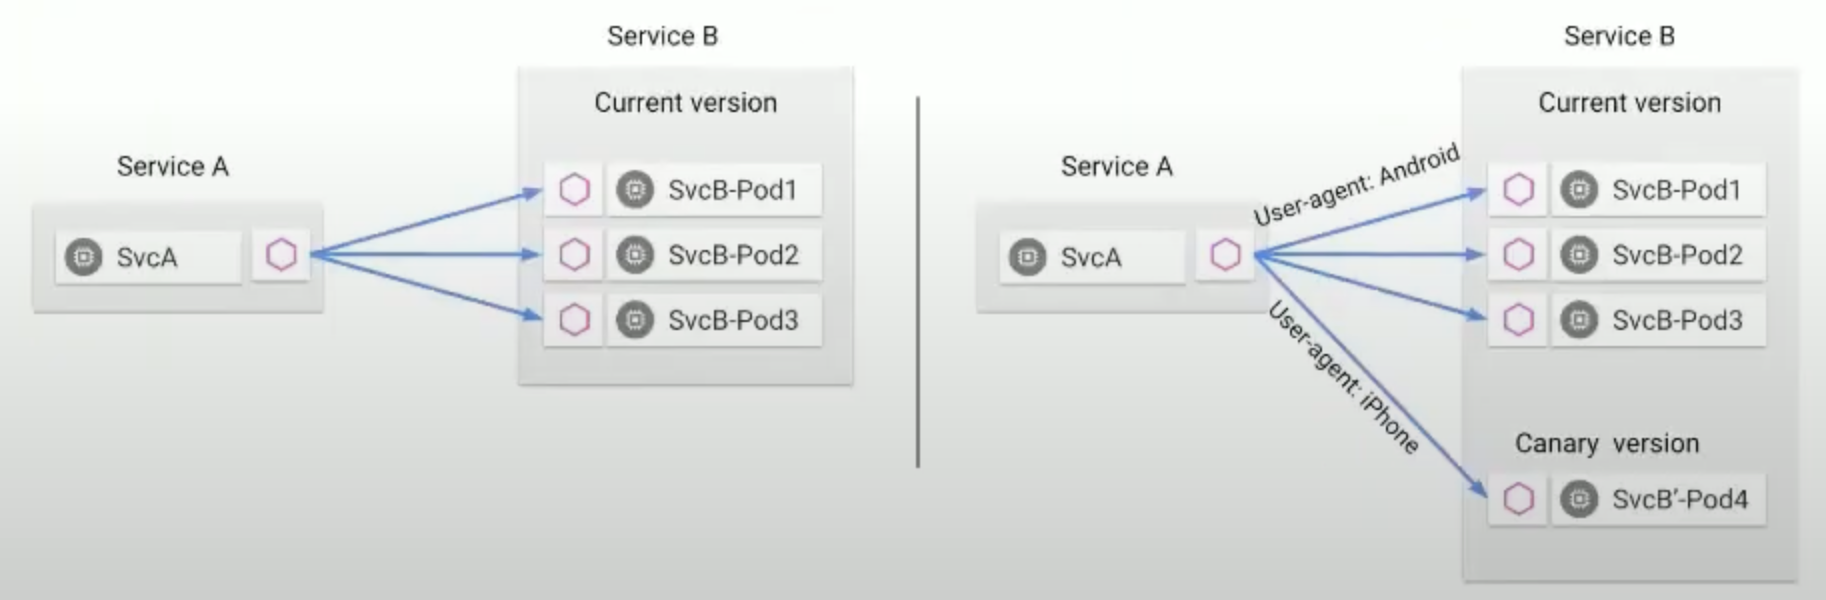 Service B
Current version
Service A
SvcA
SvcB-Pod1
SvcB-Pod2
SvcB-Pod3
Service B
Current version
Service A
User-agent: Android
SvcA
SvcB-Pod1
SvcB-Pod2
SvcB-Pod3
User-agent: iPhone
Canary version
SvcB'-Pod4